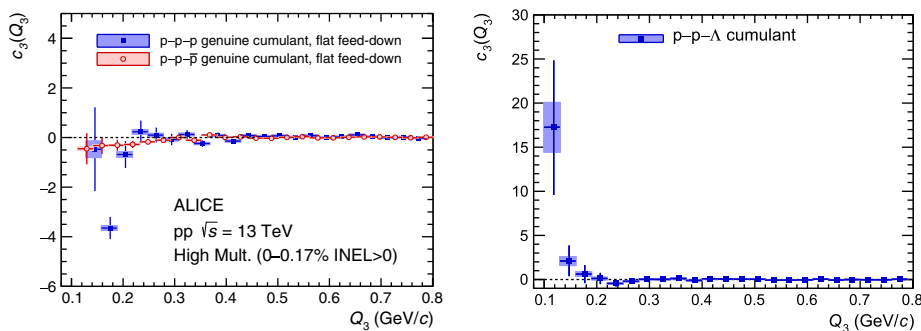 c₃(Q₃)
4
2
0
−2
−4
−6
p−p−p genuine cumulant, flat feed-down
p−p−p̅ genuine cumulant, flat feed-down
ALICE
pp √s = 13 TeV
High Mult. (0−0.17% INEL>0)
0.1 0.2 0.3 0.4 0.5 0.6 0.7 0.8
Q₃ (GeV/c)
c₃(Q₃)
30
25
20
15
10
5
0
p−p−Λ cumulant
0.1 0.2 0.3 0.4 0.5 0.6 0.7 0.8
Q₃ (GeV/c)